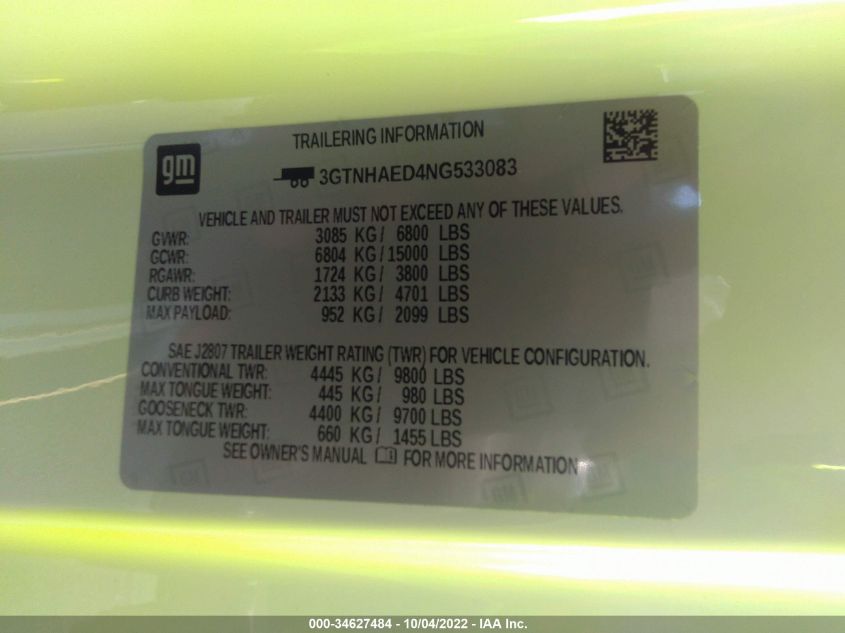 gm
TRAILERING INFORMATION
3GTNHAED4NG533083
VEHICLE AND TRAILER MUST NOT EXCEED ANY OF THESE VALUES.
GVWR: 3085 KG / 6800 LBS
GCWR: 6804 KG / 15000 LBS
RGAWR: 1724 KG / 3800 LBS
CURB WEIGHT: 2133 KG / 4701 LBS
MAX PAYLOAD: 952 KG / 2099 LBS
SAE J2807 TRAILER WEIGHT RATING (TWR) FOR VEHICLE CONFIGURATION.
CONVENTIONAL TWR: 4445 KG / 9800 LBS
MAX TONGUE WEIGHT: 445 KG / 980 LBS
GOOSENECK TWR: 4400 KG / 9700 LBS
MAX TONGUE WEIGHT: 660 KG / 1455 LBS
SEE OWNER'S MANUAL FOR MORE INFORMATION
000-34627484 - 10/04/2022 - IAA Inc.